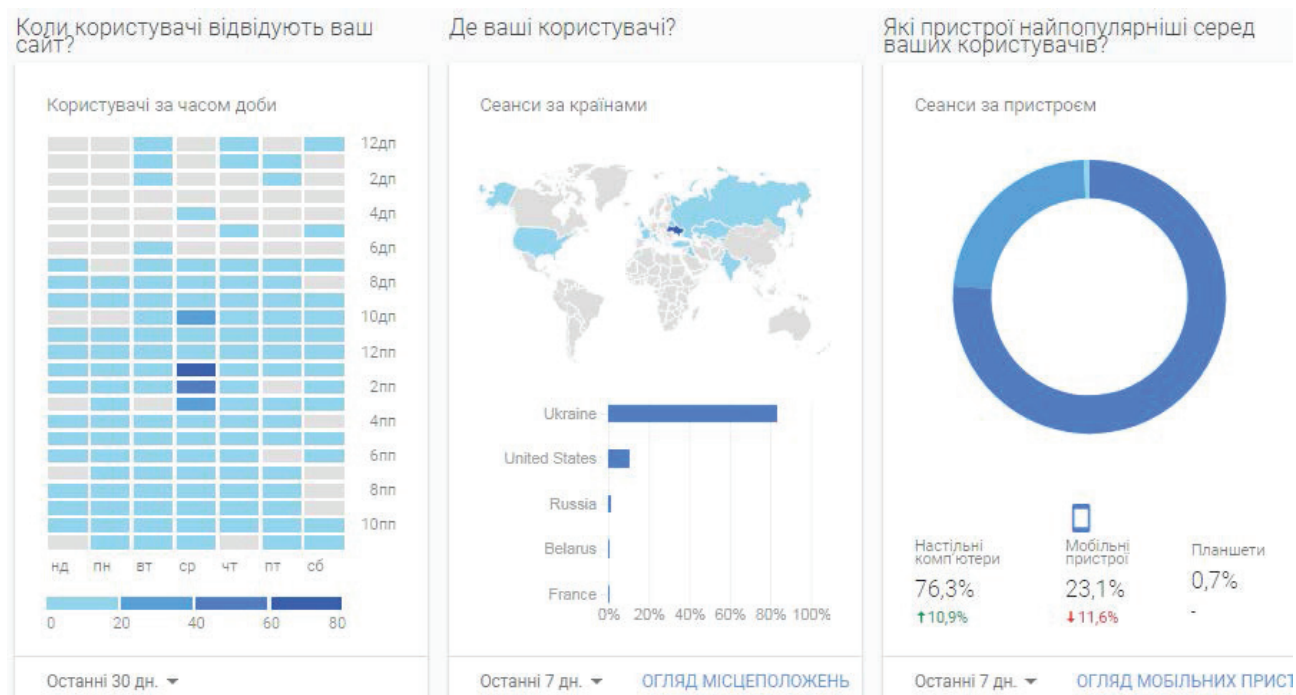 Коли користувачі відвідують ваш
сайт?
Користувачі за часом доби
12дп
2дп
4дп
6дп
8дп
10дп
12пп
2пп
4пп
6пп
8пп
10пп
нд пн вт ср чт пт сб
0 20 40 60 80
Останні 30 дн.
Де ваші користувачі?
Сеанси за країнами
Ukraine
United States
Russia
Belarus
France
0% 20% 40% 60% 80% 100%
Останні 7 дн. ОГЛЯД МІСЦЕПОЛОЖЕНЬ
Які пристрої найпопулярніші серед
ваших користувачів?
Сеанси за пристроєм
Настільні
комп'ютери
76,3%
10,9%
Мобільні
пристрої
23,1%
11,6%
Планшети
0,7%
-
Останні 7 дн. ОГЛЯД МОБІЛЬНИХ ПРИСТ